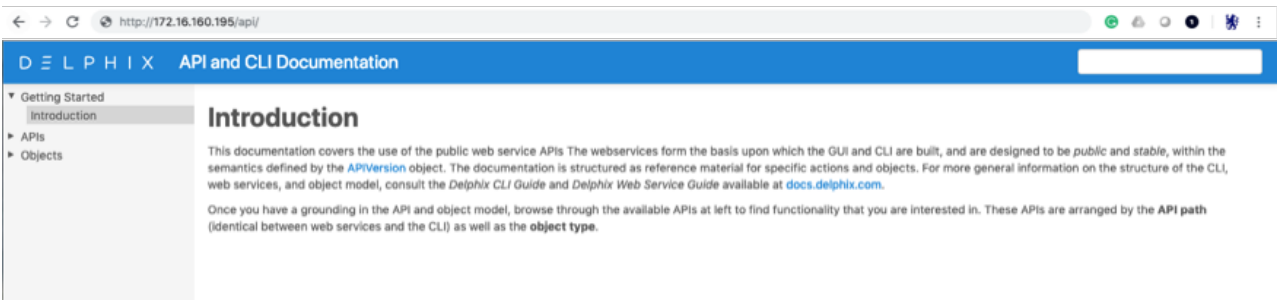 http://172.16.160.195/api/
DELPHIX API and CLI Documentation
Getting Started
Introduction
APIs
Objects
Introduction
This documentation covers the use of the public web service APIs The webservices form the basis upon which the GUI and CLI are built, and are designed to be public and stable, within the
semantics defined by the APIVersion object. The documentation is structured as reference material for specific actions and objects. For more general information on the structure of the CLI,
web services, and object model, consult the Delphix CLI Guide and Delphix Web Service Guide available at docs.delphix.com.
Once you have a grounding in the API and object model, browse through the available APIs at left to find functionality that you are interested in. These APIs are arranged by the API path
(identical between web services and the CLI) as well as the object type.